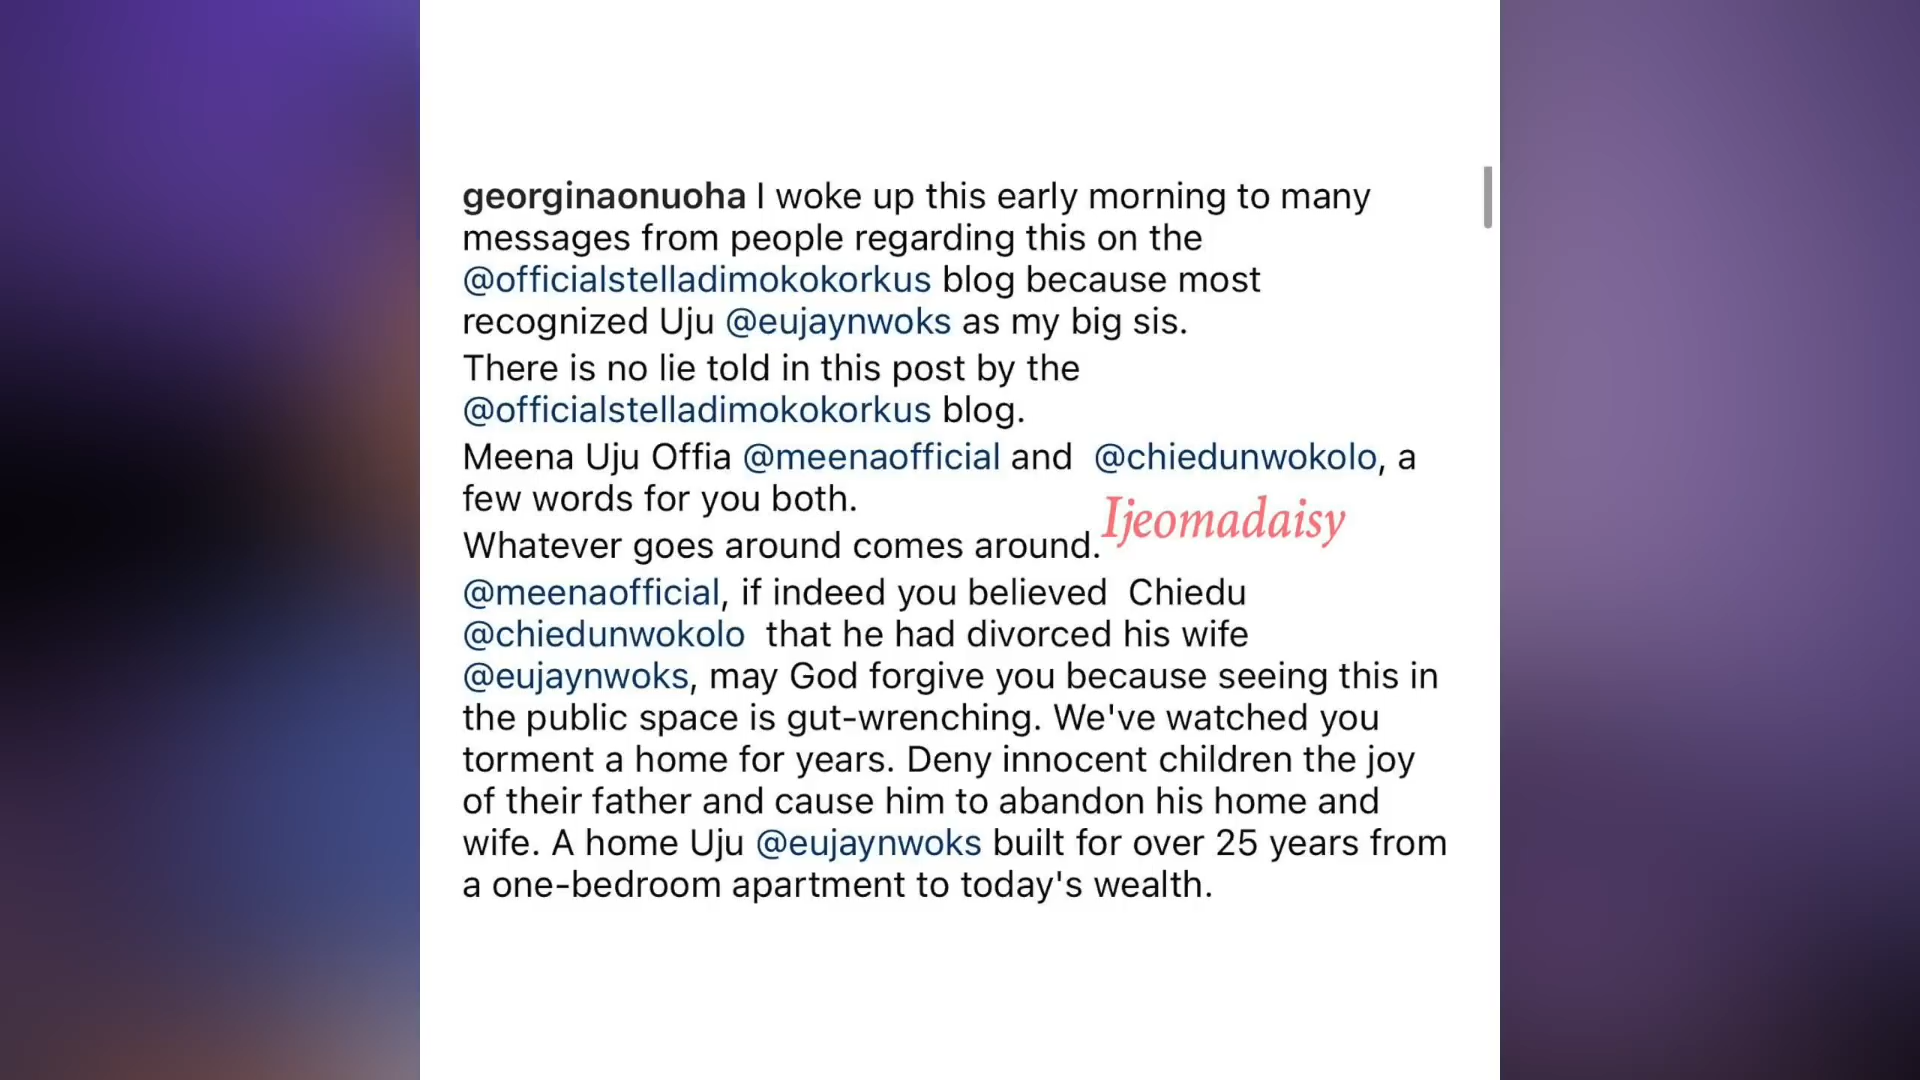 georginaonuoha I woke up this early morning to many
messages from people regarding this on the
@officialstelladimokokorkus blog because most
recognized Uju @eujaynwoks as my big sis.
There is no lie told in this post by the
@officialstelladimokokorkus blog.
Meena Uju Offia @meenaofficial and @chiedunwokolo, a
few words for you both.
Ijeomadaisy
Whatever goes around comes around.
@meenaofficial, if indeed you believed Chiedu
@chiedunwokolo that he had divorced his wife
@eujaynwoks, may God forgive you because seeing this in
the public space is gut-wrenching. We've watched you
torment a home for years. Deny innocent children the joy
of their father and cause him to abandon his home and
wife. A home Uju @eujaynwoks built for over 25 years from
a one-bedroom apartment to today's wealth.